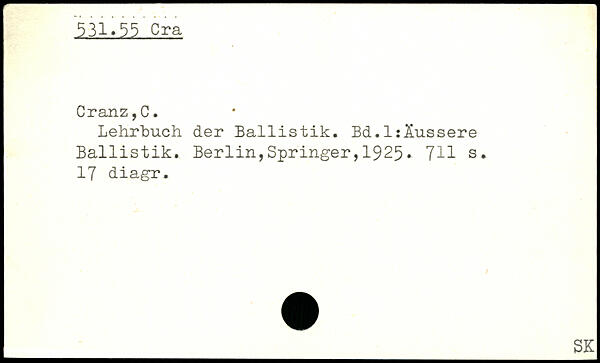 531.55 Cra
Cranz,C.
Lehrbuch der Ballistik. Bd.1:Äussere
Ballistik. Berlin,Springer,1925. 711 s.
17 diagr.
SK